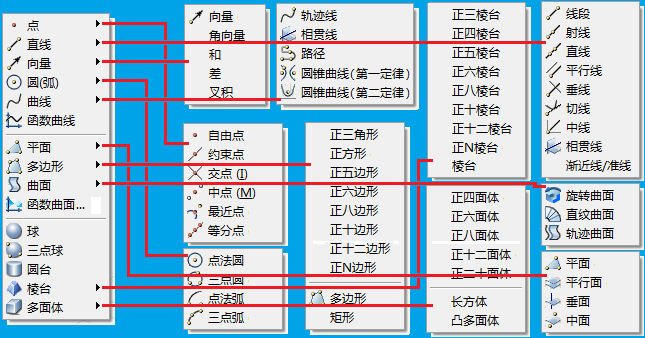 点
直线
向量
圆(弧)
曲线
函数曲线
平面
多边形
曲面
函数曲面...
球
三点球
圆台
棱台
多面体
向量
角向量
和
差
叉积
轨迹线
相贯线
路径
圆锥曲线(第一定律)
圆锥曲线(第二定律)
自由点
约束点
交点 (I)
中点 (M)
最近点
等分点
点法圆
三点圆
点法弧
三点弧
正三角形
正方形
正五边形
正六边形
正八边形
正十边形
正十二边形
正N边形
多边形
矩形
正三棱台
正四棱台
正五棱台
正六棱台
正八棱台
正十棱台
正十二棱台
正N棱台
棱台
正四面体
正六面体
正八面体
正十二面体
正二十面体
长方体
凸多面体
线段
射线
直线
平行线
垂线
切线
中线
相贯线
渐近线/准线
旋转曲面
直纹曲面
轨迹曲面
平面
平行面
垂面
中面